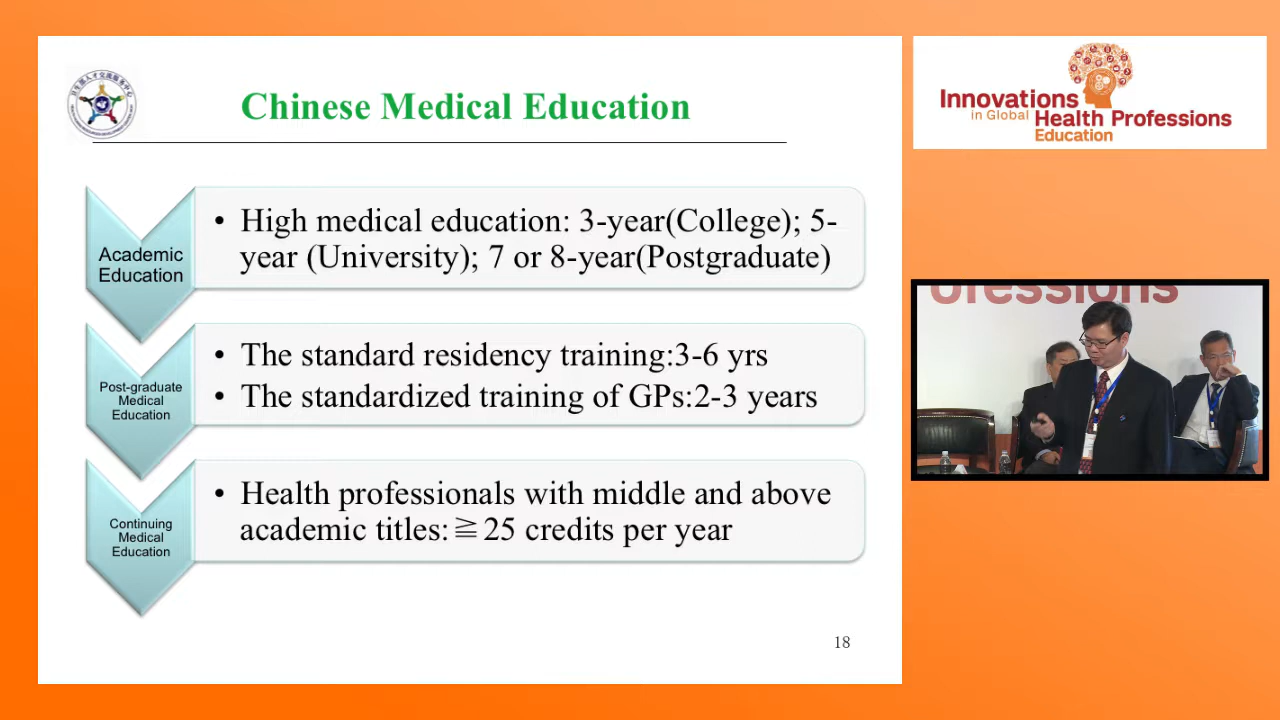 Chinese Medical Education
Academic
Education
• High medical education: 3-year(College); 5-
year (University); 7 or 8-year(Postgraduate)
Post-graduate
Medical
Education
• The standard residency training:3-6 yrs
• The standardized training of GPs:2-3 years
Continuing
Medical
Education
• Health professionals with middle and above
academic titles:≧25 credits per year
18
Innovations
in Global
Health Professions
Education
ofessions